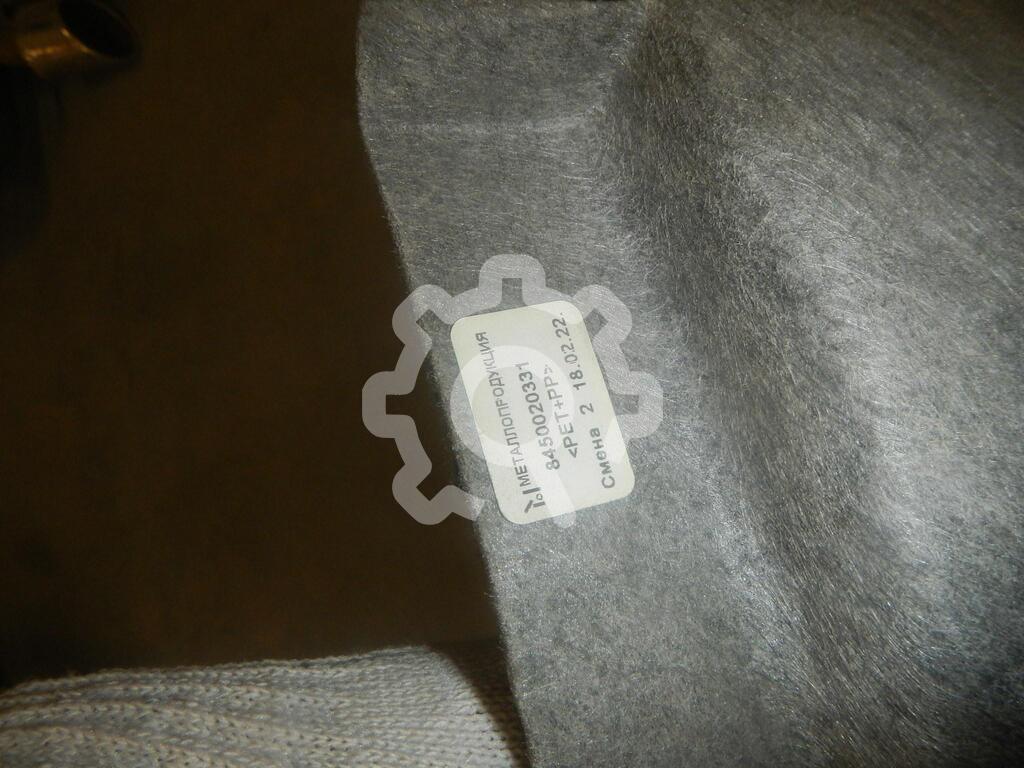 МЕТАЛЛОПРОДУКЦИЯ
8450020331
<PET+PP>
Смена 2 18.02.22.